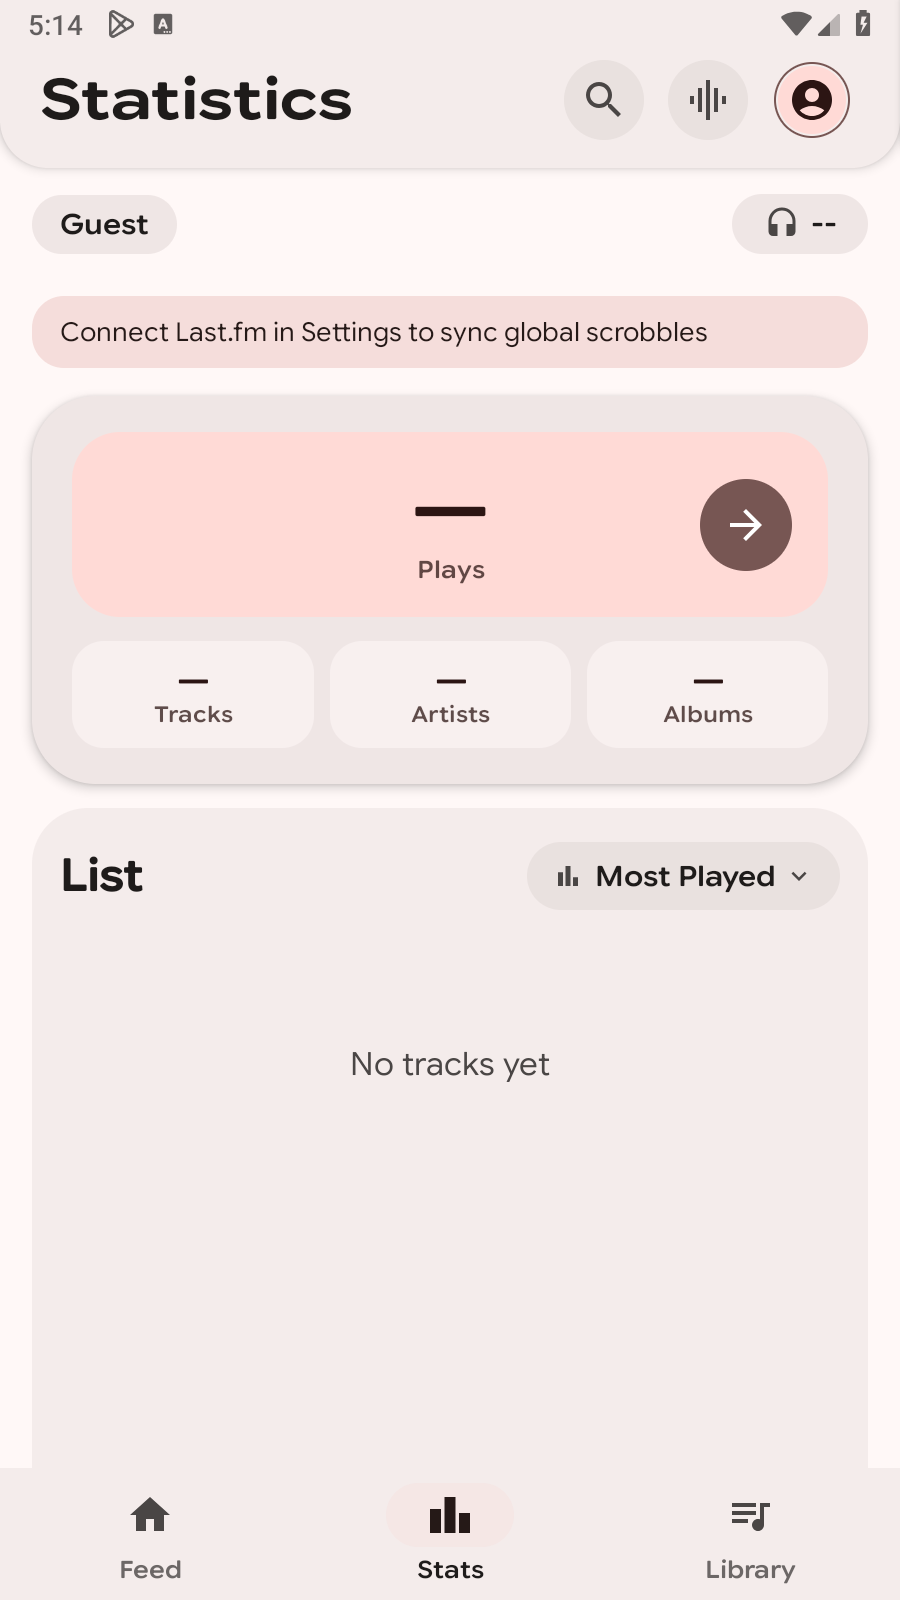 5:14
Statistics
Guest
--
Connect Last.fm in Settings to sync global scrobbles
—
Plays
— — —
Tracks Artists Albums
List Most Played
No tracks yet
Feed Stats Library